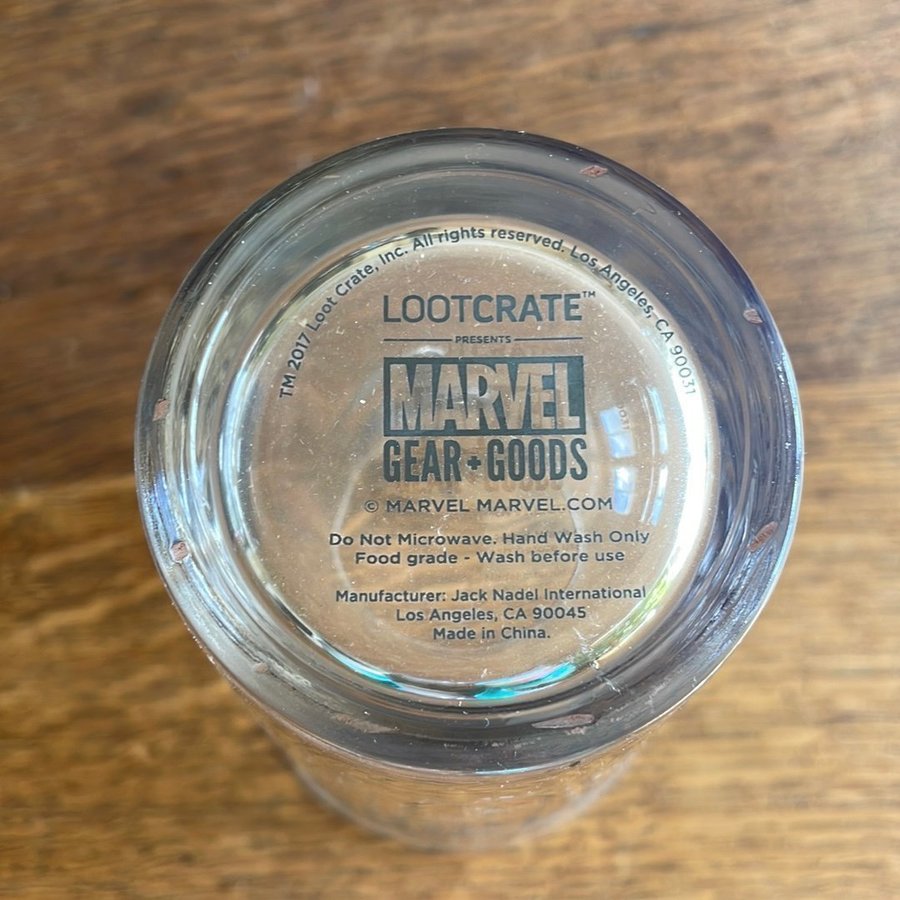 TM 2017 Loot Crate, Inc. All rights reserved. Los Angeles, CA 90031
LOOTCRATE™
PRESENTS
MARVEL
GEAR + GOODS
© MARVEL MARVEL.COM
Do Not Microwave. Hand Wash Only
Food grade - Wash before use
Manufacturer: Jack Nadel International
Los Angeles, CA 90045
Made in China.